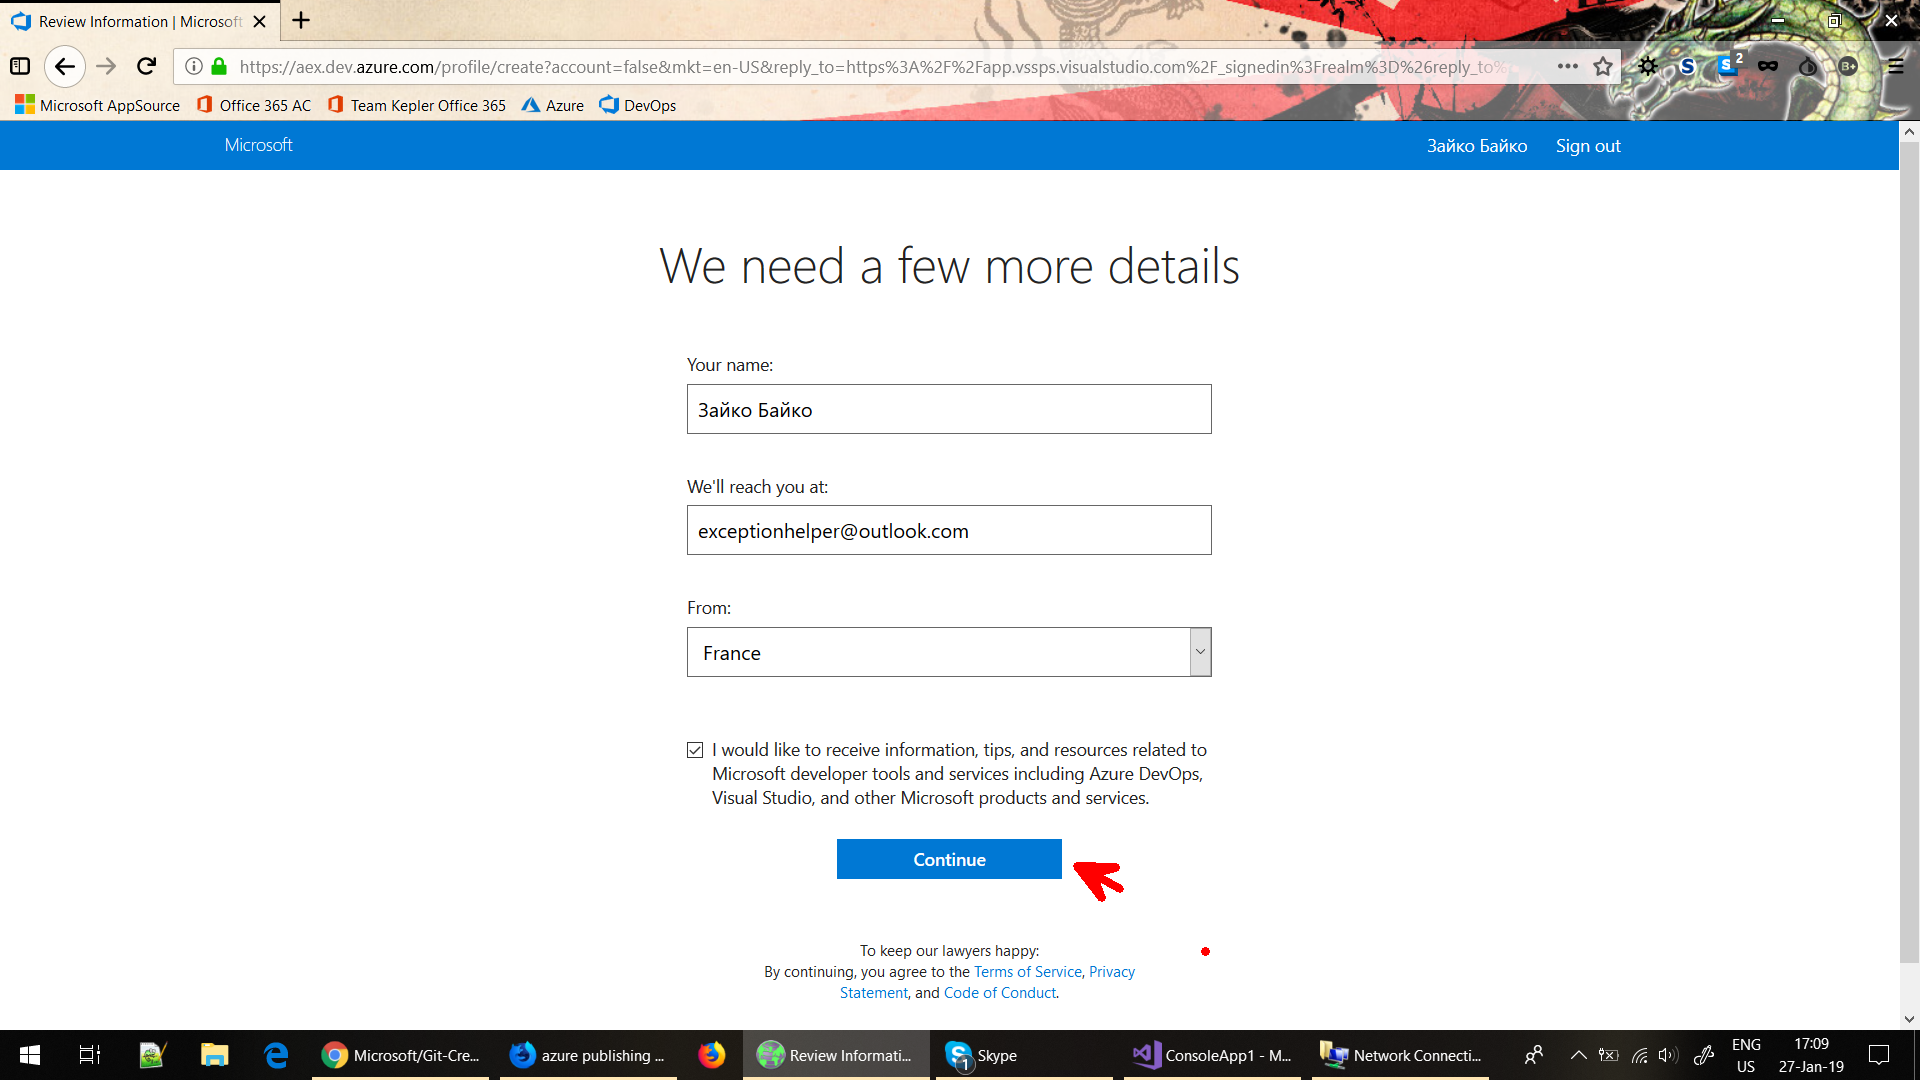 Review Information | Microsoft
https://aex.dev.azure.com/profile/create?account=false&mkt=en-US&reply_to=https%3A%2F%2Fapp.vssps.visualstudio.com%2F_signedin%3Frealm%3D%26reply_to%
2
B+
Microsoft AppSource
Office 365 AC
Team Kepler Office 365
Azure
DevOps
Microsoft
Зайко Байко
Sign out
We need a few more details
Your name:
Зайко Байко
We'll reach you at:
exceptionhelper@outlook.com
From:
France
I would like to receive information, tips, and resources related to
Microsoft developer tools and services including Azure DevOps,
Visual Studio, and other Microsoft products and services.
Continue
To keep our lawyers happy:
By continuing, you agree to the Terms of Service, Privacy
Statement, and Code of Conduct.
Microsoft/Git-Cre...
azure publishing ...
Review Informati...
1
Skype
ConsoleApp1 - M...
Network Connecti...
ENG
US
17:09
27-Jan-19